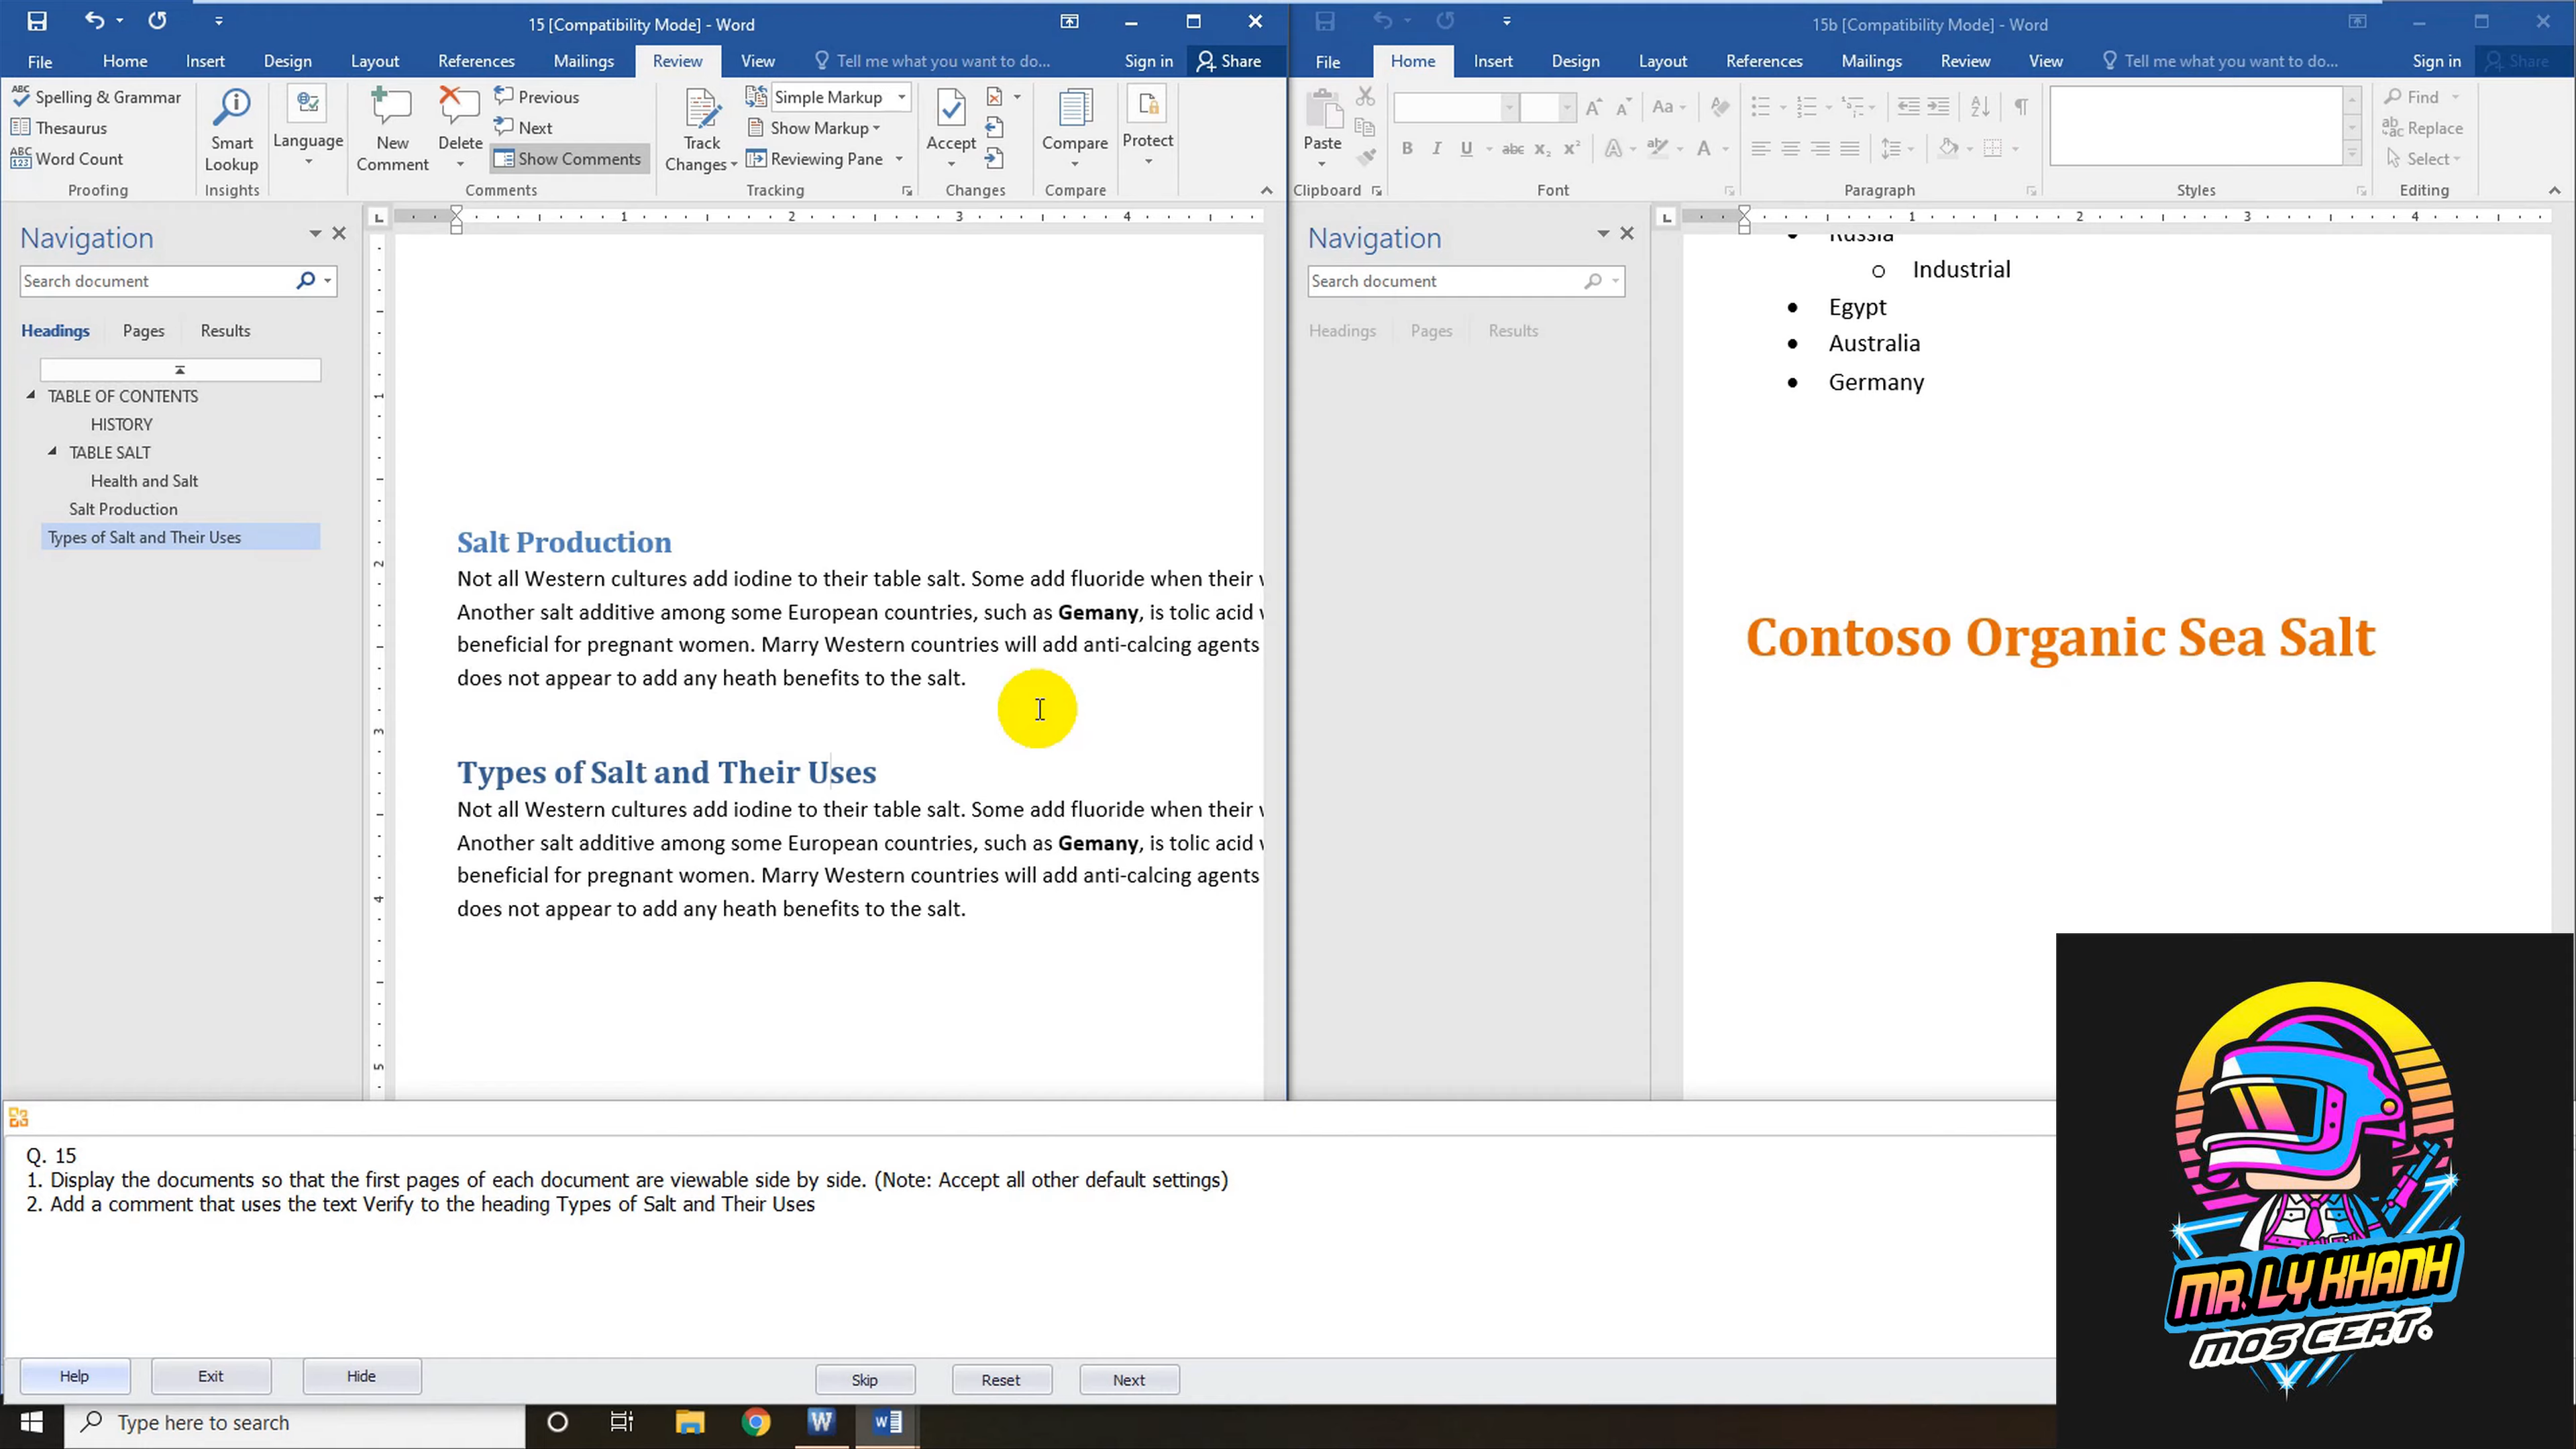 15 [Compatibility Mode] - Word
File Home Insert Design Layout References Mailings Review View Tell me what you want to do... Sign in Share
Spelling & Grammar
Thesaurus
Word Count
Proofing
Smart Lookup
Insights
Language
New Comment
Delete
Previous
Next
Show Comments
Comments
Track Changes
Simple Markup
Show Markup
Reviewing Pane
Tracking
Accept
Changes
Compare
Compare
Protect
Navigation
Search document
Headings Pages Results
TABLE OF CONTENTS
HISTORY
TABLE SALT
Health and Salt
Salt Production
Types of Salt and Their Uses
1 2 3 4
1
2
3
4
5
Salt Production
Not all Western cultures add iodine to their table salt. Some add fluoride when their
Another salt additive among some European countries, such as Gemany, is tolic acid
beneficial for pregnant women. Marry Western countries will add anti-calcing agents
does not appear to add any heath benefits to the salt.
Types of Salt and Their Uses
Not all Western cultures add iodine to their table salt. Some add fluoride when their
Another salt additive among some European countries, such as Gemany, is tolic acid
beneficial for pregnant women. Marry Western countries will add anti-calcing agents
does not appear to add any heath benefits to the salt.
15b [Compatibility Mode] - Word
File Home Insert Design Layout References Mailings Review View Tell me what you want to do... Sign in Share
Paste
Clipboard
Font
Paragraph
Styles
Find
Replace
Select
Editing
Navigation
Search document
Headings Pages Results
1 2 3 4
Russia
Industrial
Egypt
Australia
Germany
Contoso Organic Sea Salt
Q. 15
1. Display the documents so that the first pages of each document are viewable side by side. (Note: Accept all other default settings)
2. Add a comment that uses the text Verify to the heading Types of Salt and Their Uses
Help Exit Hide Skip Reset Next
Type here to search
MR. LY KHANH
MOS CERT.